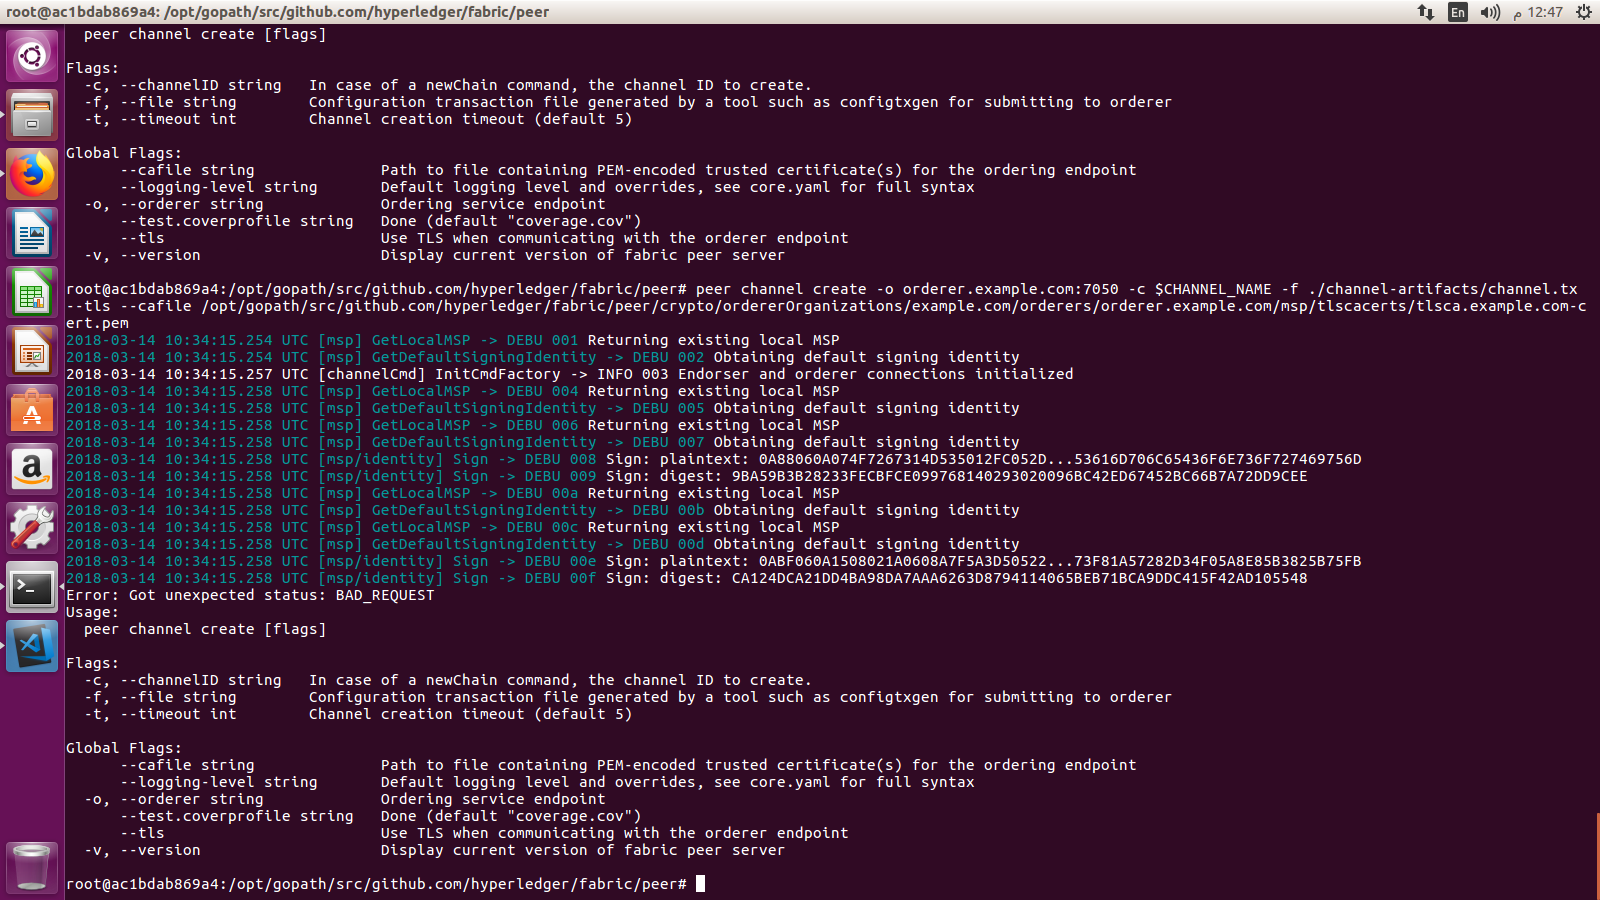 root@ac1bdab869a4: /opt/gopath/src/github.com/hyperledger/fabric/peer
En
م 12:47
  peer channel create [flags]
Flags:
  -c, --channelID string   In case of a newChain command, the channel ID to create.
  -f, --file string        Configuration transaction file generated by a tool such as configtxgen for submitting to orderer
  -t, --timeout int        Channel creation timeout (default 5)
Global Flags:
      --cafile string              Path to file containing PEM-encoded trusted certificate(s) for the ordering endpoint
      --logging-level string       Default logging level and overrides, see core.yaml for full syntax
  -o, --orderer string             Ordering service endpoint
      --test.coverprofile string   Done (default "coverage.cov")
      --tls                        Use TLS when communicating with the orderer endpoint
  -v, --version                    Display current version of fabric peer server
root@ac1bdab869a4:/opt/gopath/src/github.com/hyperledger/fabric/peer# peer channel create -o orderer.example.com:7050 -c $CHANNEL_NAME -f ./channel-artifacts/channel.tx
--tls --cafile /opt/gopath/src/github.com/hyperledger/fabric/peer/crypto/ordererOrganizations/example.com/orderers/orderer.example.com/msp/tlscacerts/tlsca.example.com-c
ert.pem
2018-03-14 10:34:15.254 UTC [msp] GetLocalMSP -> DEBU 001 Returning existing local MSP
2018-03-14 10:34:15.254 UTC [msp] GetDefaultSigningIdentity -> DEBU 002 Obtaining default signing identity
2018-03-14 10:34:15.257 UTC [channelCmd] InitCmdFactory -> INFO 003 Endorser and orderer connections initialized
2018-03-14 10:34:15.258 UTC [msp] GetLocalMSP -> DEBU 004 Returning existing local MSP
2018-03-14 10:34:15.258 UTC [msp] GetDefaultSigningIdentity -> DEBU 005 Obtaining default signing identity
2018-03-14 10:34:15.258 UTC [msp] GetLocalMSP -> DEBU 006 Returning existing local MSP
2018-03-14 10:34:15.258 UTC [msp] GetDefaultSigningIdentity -> DEBU 007 Obtaining default signing identity
2018-03-14 10:34:15.258 UTC [msp/identity] Sign -> DEBU 008 Sign: plaintext: 0A88060A074F7267314D535012FC052D...53616D706C65436F6E736F727469756D
2018-03-14 10:34:15.258 UTC [msp/identity] Sign -> DEBU 009 Sign: digest: 9BA59B3B28233FECBFCE099768140293020096BC42ED67452BC66B7A72DD9CEE
2018-03-14 10:34:15.258 UTC [msp] GetLocalMSP -> DEBU 00a Returning existing local MSP
2018-03-14 10:34:15.258 UTC [msp] GetDefaultSigningIdentity -> DEBU 00b Obtaining default signing identity
2018-03-14 10:34:15.258 UTC [msp] GetLocalMSP -> DEBU 00c Returning existing local MSP
2018-03-14 10:34:15.258 UTC [msp] GetDefaultSigningIdentity -> DEBU 00d Obtaining default signing identity
2018-03-14 10:34:15.258 UTC [msp/identity] Sign -> DEBU 00e Sign: plaintext: 0ABF060A1508021A0608A7F5A3D50522...73F81A57282D34F05A8E85B3825B75FB
2018-03-14 10:34:15.258 UTC [msp/identity] Sign -> DEBU 00f Sign: digest: CA124DCA21DD4BA98DA7AAA6263D8794114065BEB71BCA9DDC415F42AD105548
Error: Got unexpected status: BAD_REQUEST
Usage:
  peer channel create [flags]
Flags:
  -c, --channelID string   In case of a newChain command, the channel ID to create.
  -f, --file string        Configuration transaction file generated by a tool such as configtxgen for submitting to orderer
  -t, --timeout int        Channel creation timeout (default 5)
Global Flags:
      --cafile string              Path to file containing PEM-encoded trusted certificate(s) for the ordering endpoint
      --logging-level string       Default logging level and overrides, see core.yaml for full syntax
  -o, --orderer string             Ordering service endpoint
      --test.coverprofile string   Done (default "coverage.cov")
      --tls                        Use TLS when communicating with the orderer endpoint
  -v, --version                    Display current version of fabric peer server
root@ac1bdab869a4:/opt/gopath/src/github.com/hyperledger/fabric/peer#